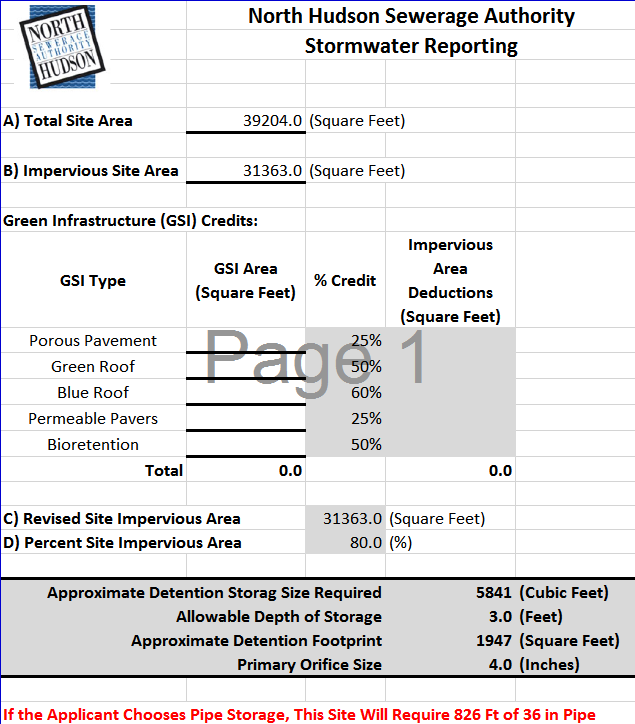 North Hudson Sewerage Authority
Stormwater Reporting
NORTH
SEWERAGE
AUTHORITY
HUDSON
A) Total Site Area 39204.0 (Square Feet)
B) Impervious Site Area 31363.0 (Square Feet)
Green Infrastructure (GSI) Credits:
GSI Type GSI Area (Square Feet) % Credit Impervious Area Deductions (Square Feet)
Porous Pavement 25%
Green Roof 50%
Blue Roof 60%
Permeable Pavers 25%
Bioretention 50%
Page 1
Total 0.0 0.0
C) Revised Site Impervious Area 31363.0 (Square Feet)
D) Percent Site Impervious Area 80.0 (%)
Approximate Detention Storag Size Required 5841 (Cubic Feet)
Allowable Depth of Storage 3.0 (Feet)
Approximate Detention Footprint 1947 (Square Feet)
Primary Orifice Size 4.0 (Inches)
If the Applicant Chooses Pipe Storage, This Site Will Require 826 Ft of 36 in Pipe